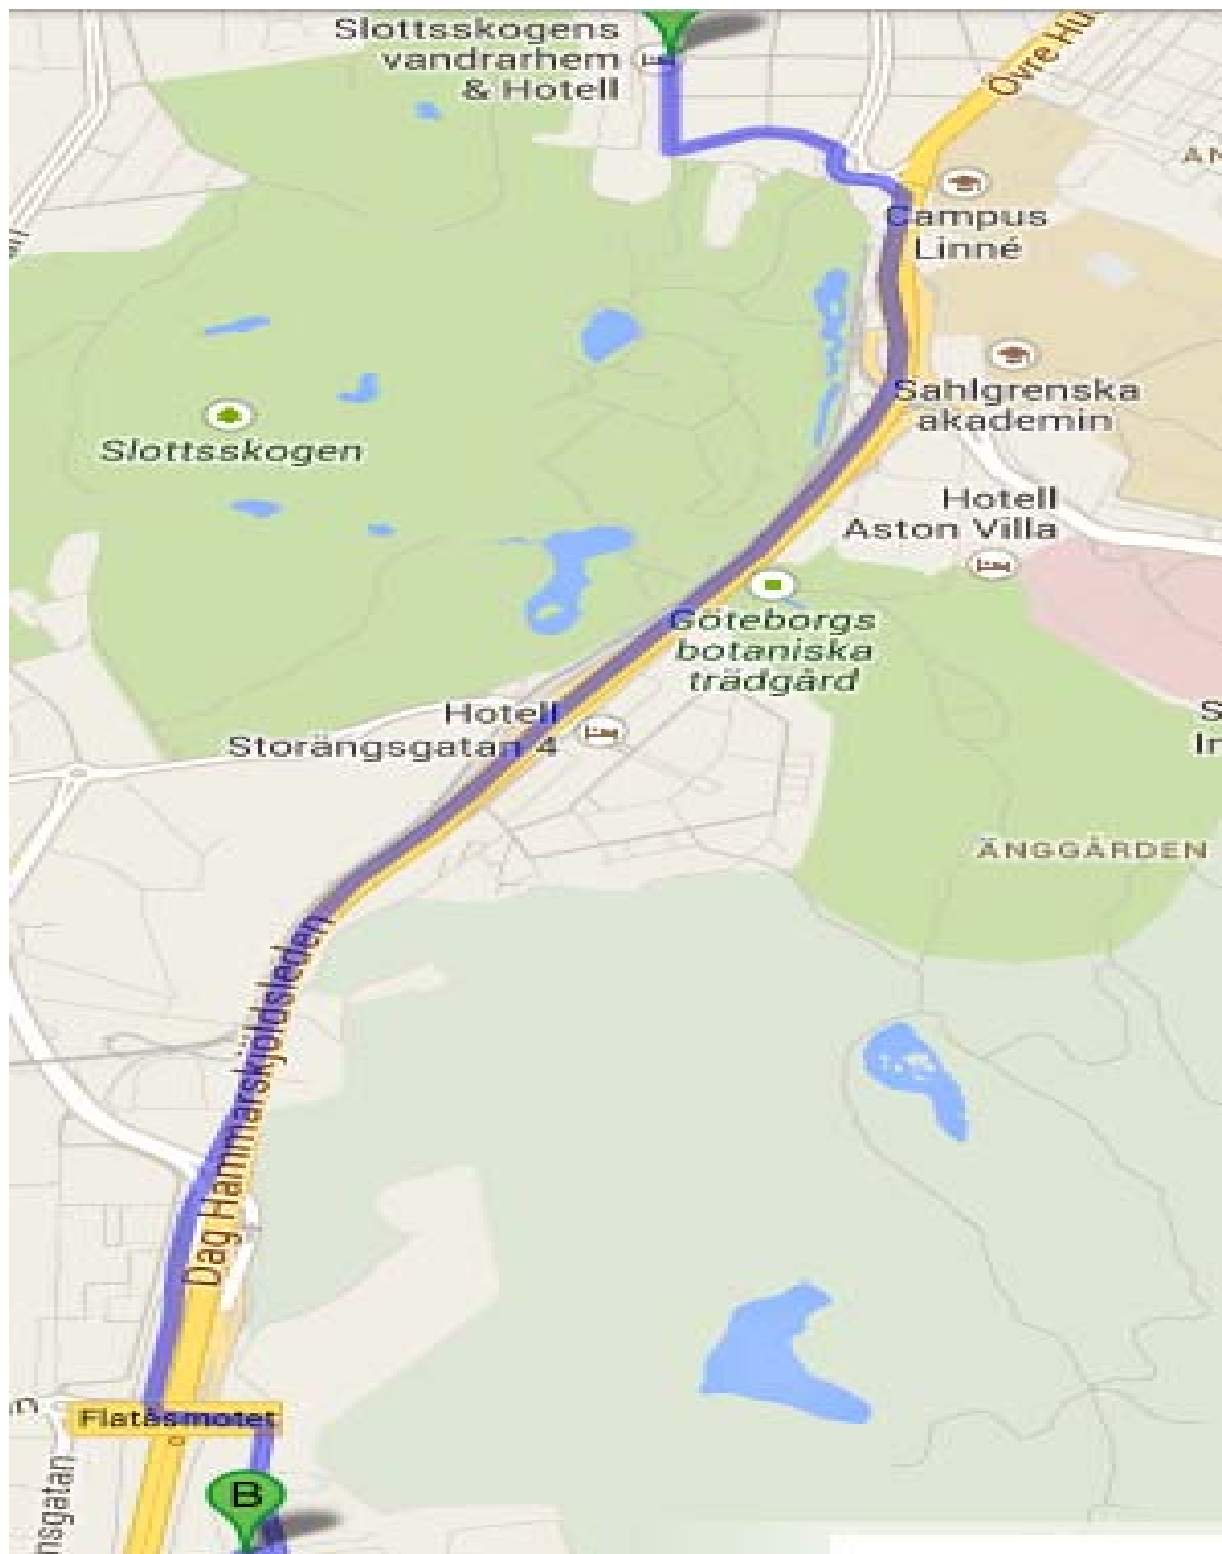 Slottsskogens
vandrarhem
& Hotell
Övre
Campus
Linné
Sahlgrenska
akademin
Slottsskogen
Hotell
Aston Villa
Göteborgs
botaniska
trädgård
Hotell
Storängsgatan 4
ÄNGGÅRDEN
Dag Hammarskjöldsleden
Flatåsmotet
B